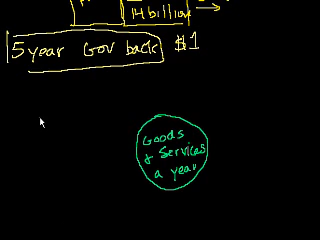 14 billion
5 year Gov back $1
Goods
& Services
a year